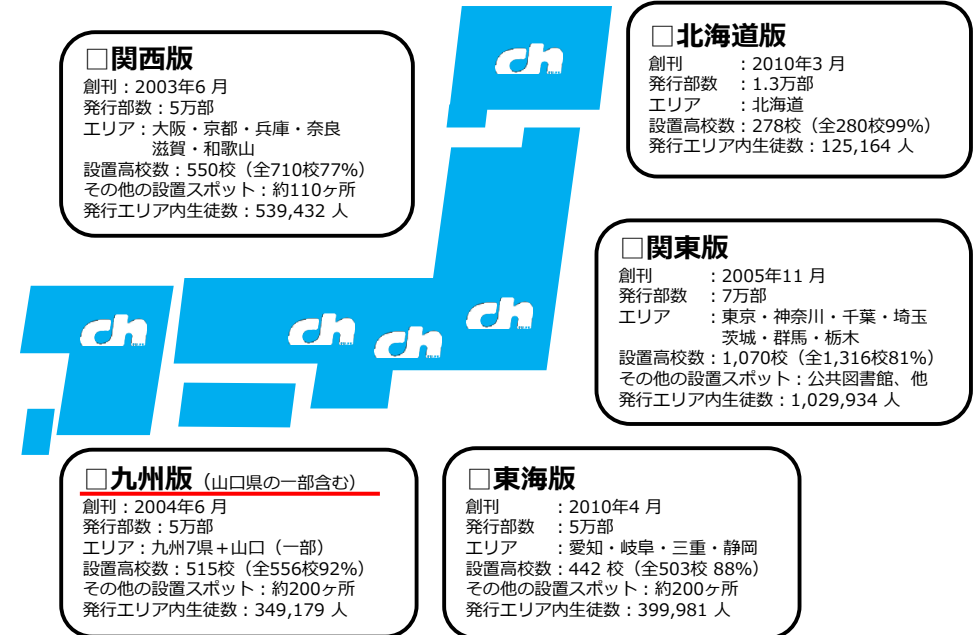 □関西版
創刊：2003年6 月
発行部数：5万部
エリア：大阪・京都・兵庫・奈良
滋賀・和歌山
設置高校数：550校（全710校77%）
その他の設置スポット：約110ヶ所
発行エリア内生徒数：539,432 人
□北海道版
創刊　　：2010年3 月
発行部数　：1.3万部
エリア　　：北海道
設置高校数：278校（全280校99%）
発行エリア内生徒数：125,164 人
□関東版
創刊　　：2005年11 月
発行部数　：7万部
エリア　　：東京・神奈川・千葉・埼玉
茨城・群馬・栃木
設置高校数：1,070校（全1,316校81%）
その他の設置スポット：公共図書館、他
発行エリア内生徒数：1,029,934 人
ch
ch
ch
ch
ch
□九州版（山口県の一部含む）
創刊：2004年6 月
発行部数：5万部
エリア：九州7県＋山口（一部）
設置高校数：515校（全556校92%）
その他の設置スポット：約200ヶ所
発行エリア内生徒数：349,179 人
□東海版
創刊　　：2010年4 月
発行部数　：5万部
エリア　　：愛知・岐阜・三重・静岡
設置高校数：442 校（全503校 88%）
その他の設置スポット：約200ヶ所
発行エリア内生徒数：399,981 人